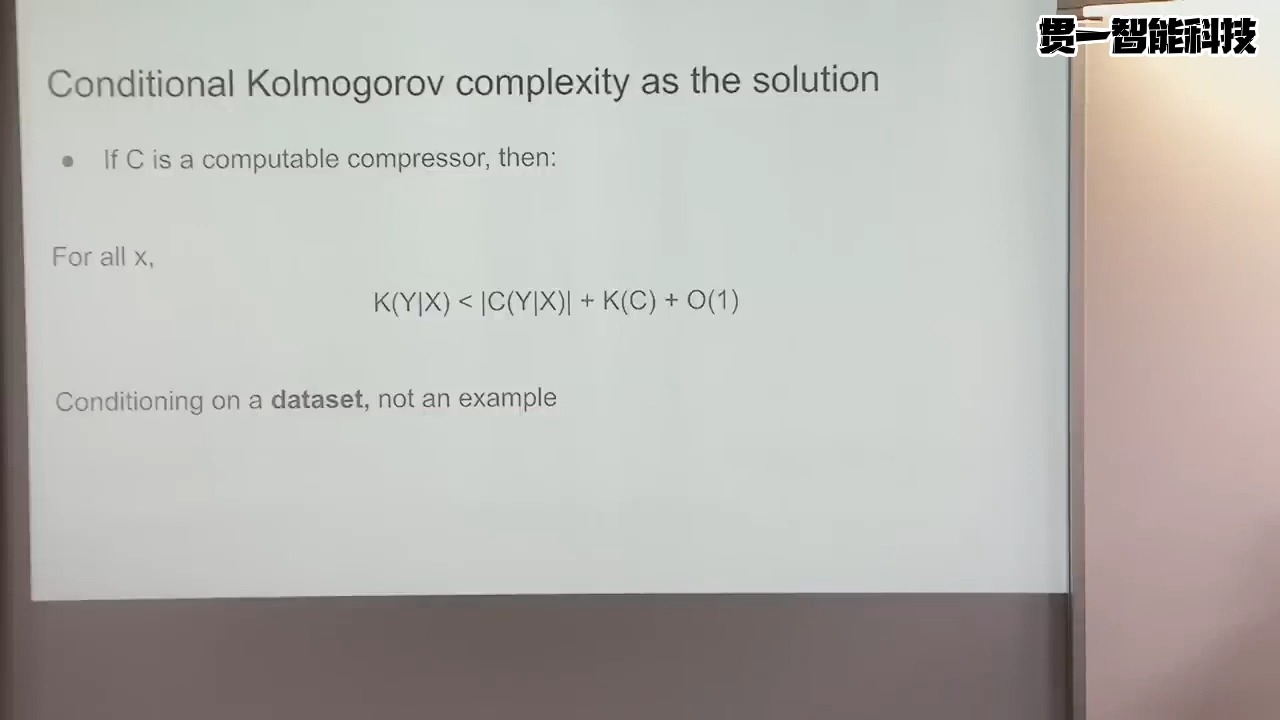 贯一智能科技
Conditional Kolmogorov complexity as the solution
● If C is a computable compressor, then:
For all x,
K(Y|X) < |C(Y|X)| + K(C) + O(1)
Conditioning on a dataset, not an example